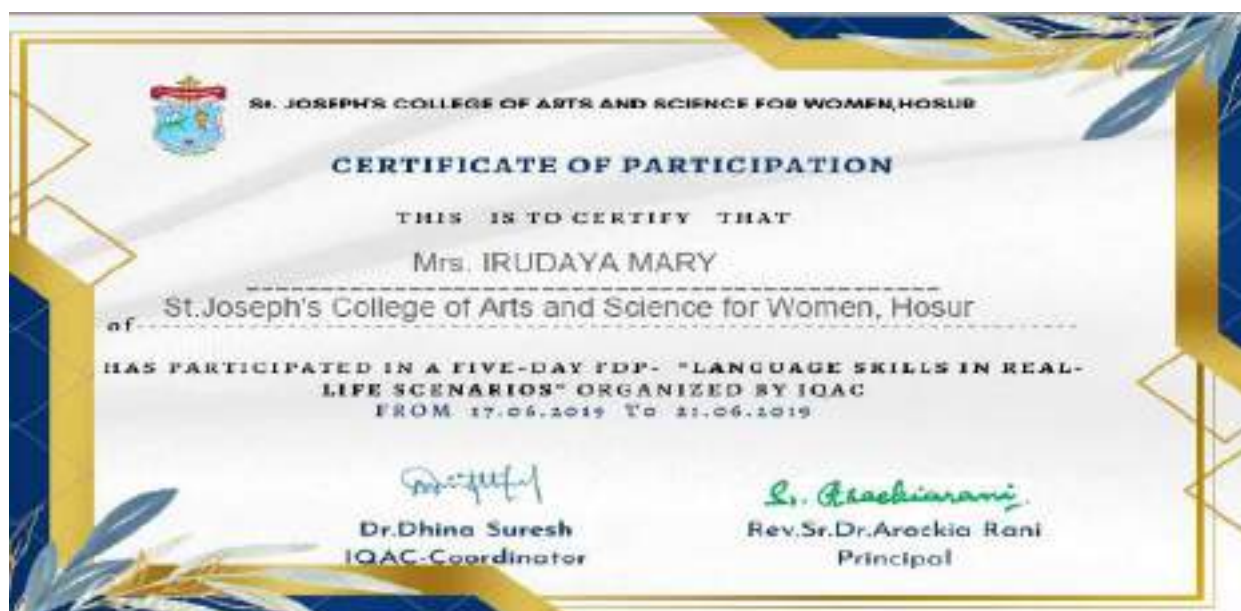 St. JOSEPH'S COLLEGE OF ARTS AND SCIENCE FOR WOMEN,HOSUR
CERTIFICATE OF PARTICIPATION
THIS IS TO CERTIFY THAT
Mrs. IRUDAYA MARY
of St.Joseph's College of Arts and Science for Women, Hosur
HAS PARTICIPATED IN A FIVE-DAY FDP- "LANGUAGE SKILLS IN REAL-
LIFE SCENARIOS" ORGANIZED BY IQAC
FROM 17.06.2019 To 21.06.2019
Dr.Dhina Suresh
IQAC-Coordinator
Rev.Sr.Dr.Arockia Rani
Principal